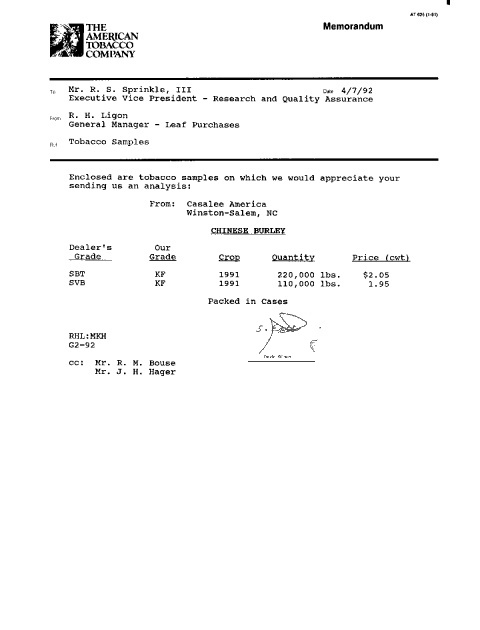 AT 625 (1-91)
THE
AMERICAN
TOBACCO
COMPANY
Memorandum
To Mr. R. S. Sprinkle, III Date 4/7/92
Executive Vice President - Research and Quality Assurance
From: R. H. Ligon
General Manager - Leaf Purchases
Ref Tobacco Samples
Enclosed are tobacco samples on which we would appreciate your
sending us an analysis:
From: Casalee America
Winston-Salem, NC
CHINESE BURLEY
Dealer's Our
Grade Grade Crop Quantity Price (cwt)
SBT KF 1991 220,000 lbs. $2.05
SVB KF 1991 110,000 lbs. 1.95
Packed in Cases
RHL:MKH
G2-92
cc: Mr. R. M. Bouse
Mr. J. H. Hager